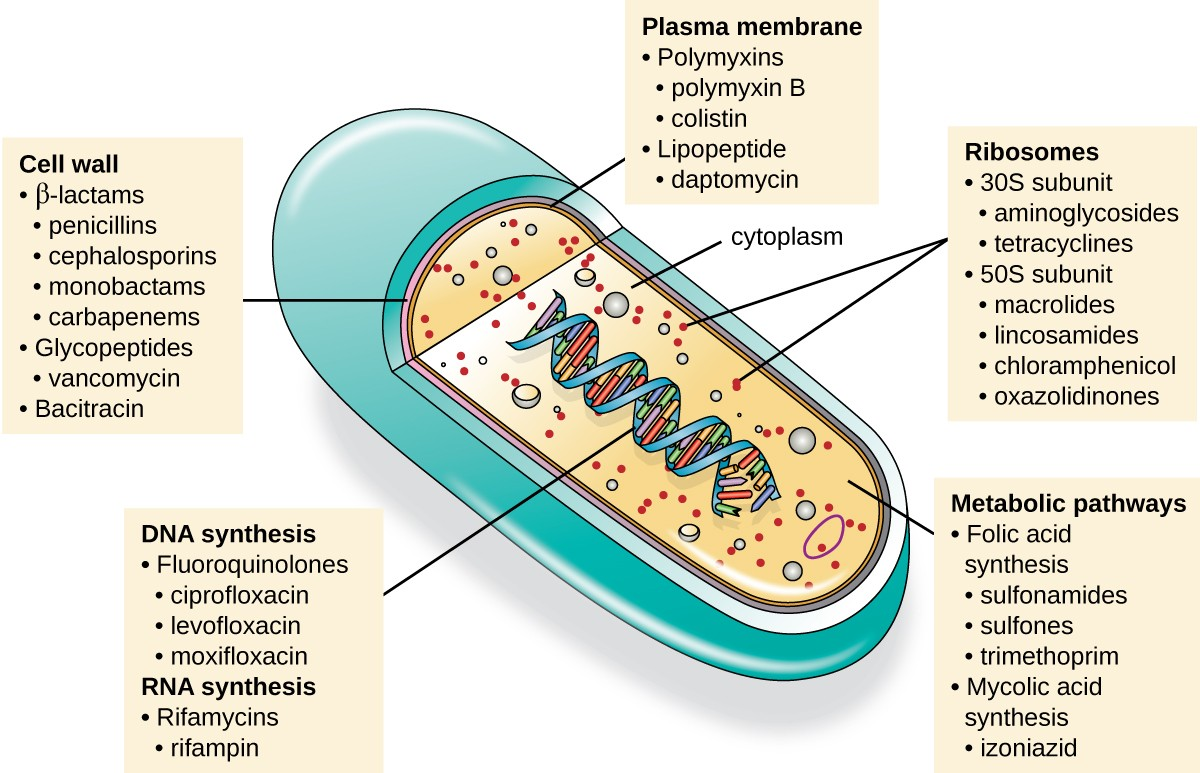 Plasma membrane
• Polymyxins
• polymyxin B
• colistin
• Lipopeptide
• daptomycin
Cell wall
• β-lactams
• penicillins
• cephalosporins
• monobactams
• carbapenems
• Glycopeptides
• vancomycin
• Bacitracin
Ribosomes
• 30S subunit
• aminoglycosides
• tetracyclines
• 50S subunit
• macrolides
• lincosamides
• chloramphenicol
• oxazolidinones
cytoplasm
DNA synthesis
• Fluoroquinolones
• ciprofloxacin
• levofloxacin
• moxifloxacin
RNA synthesis
• Rifamycins
• rifampin
Metabolic pathways
• Folic acid
synthesis
• sulfonamides
• sulfones
• trimethoprim
• Mycolic acid
synthesis
• izoniazid